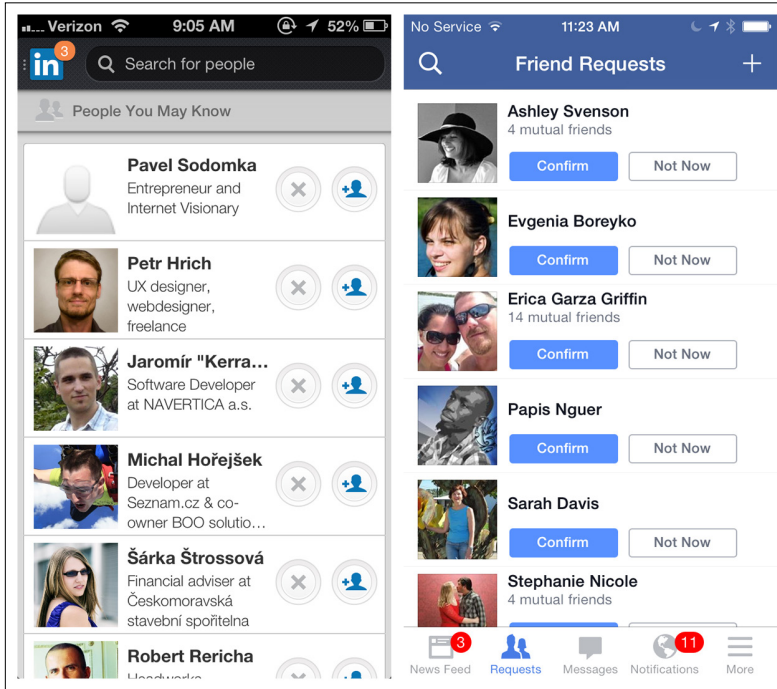 Verizon 9:05 AM 52%
in 3
Search for people
People You May Know
Pavel Sodomka
Entrepreneur and
Internet Visionary
Petr Hrich
UX designer,
webdesigner,
freelance
Jaromír "Kerra…
Software Developer
at NAVERTICA a.s.
Michal Hořejšek
Developer at
Seznam.cz & co-
owner BOO solutio…
Šárka Štrossová
Financial adviser at
Českomoravská
stavební spořitelna
Robert Rericha
No Service 11:23 AM
Friend Requests
Ashley Svenson
4 mutual friends
Confirm Not Now
Evgenia Boreyko
Confirm Not Now
Erica Garza Griffin
14 mutual friends
Confirm Not Now
Papis Nguer
Confirm Not Now
Sarah Davis
Confirm Not Now
Stephanie Nicole
4 mutual friends
3 11
News Feed Requests Messages Notifications More